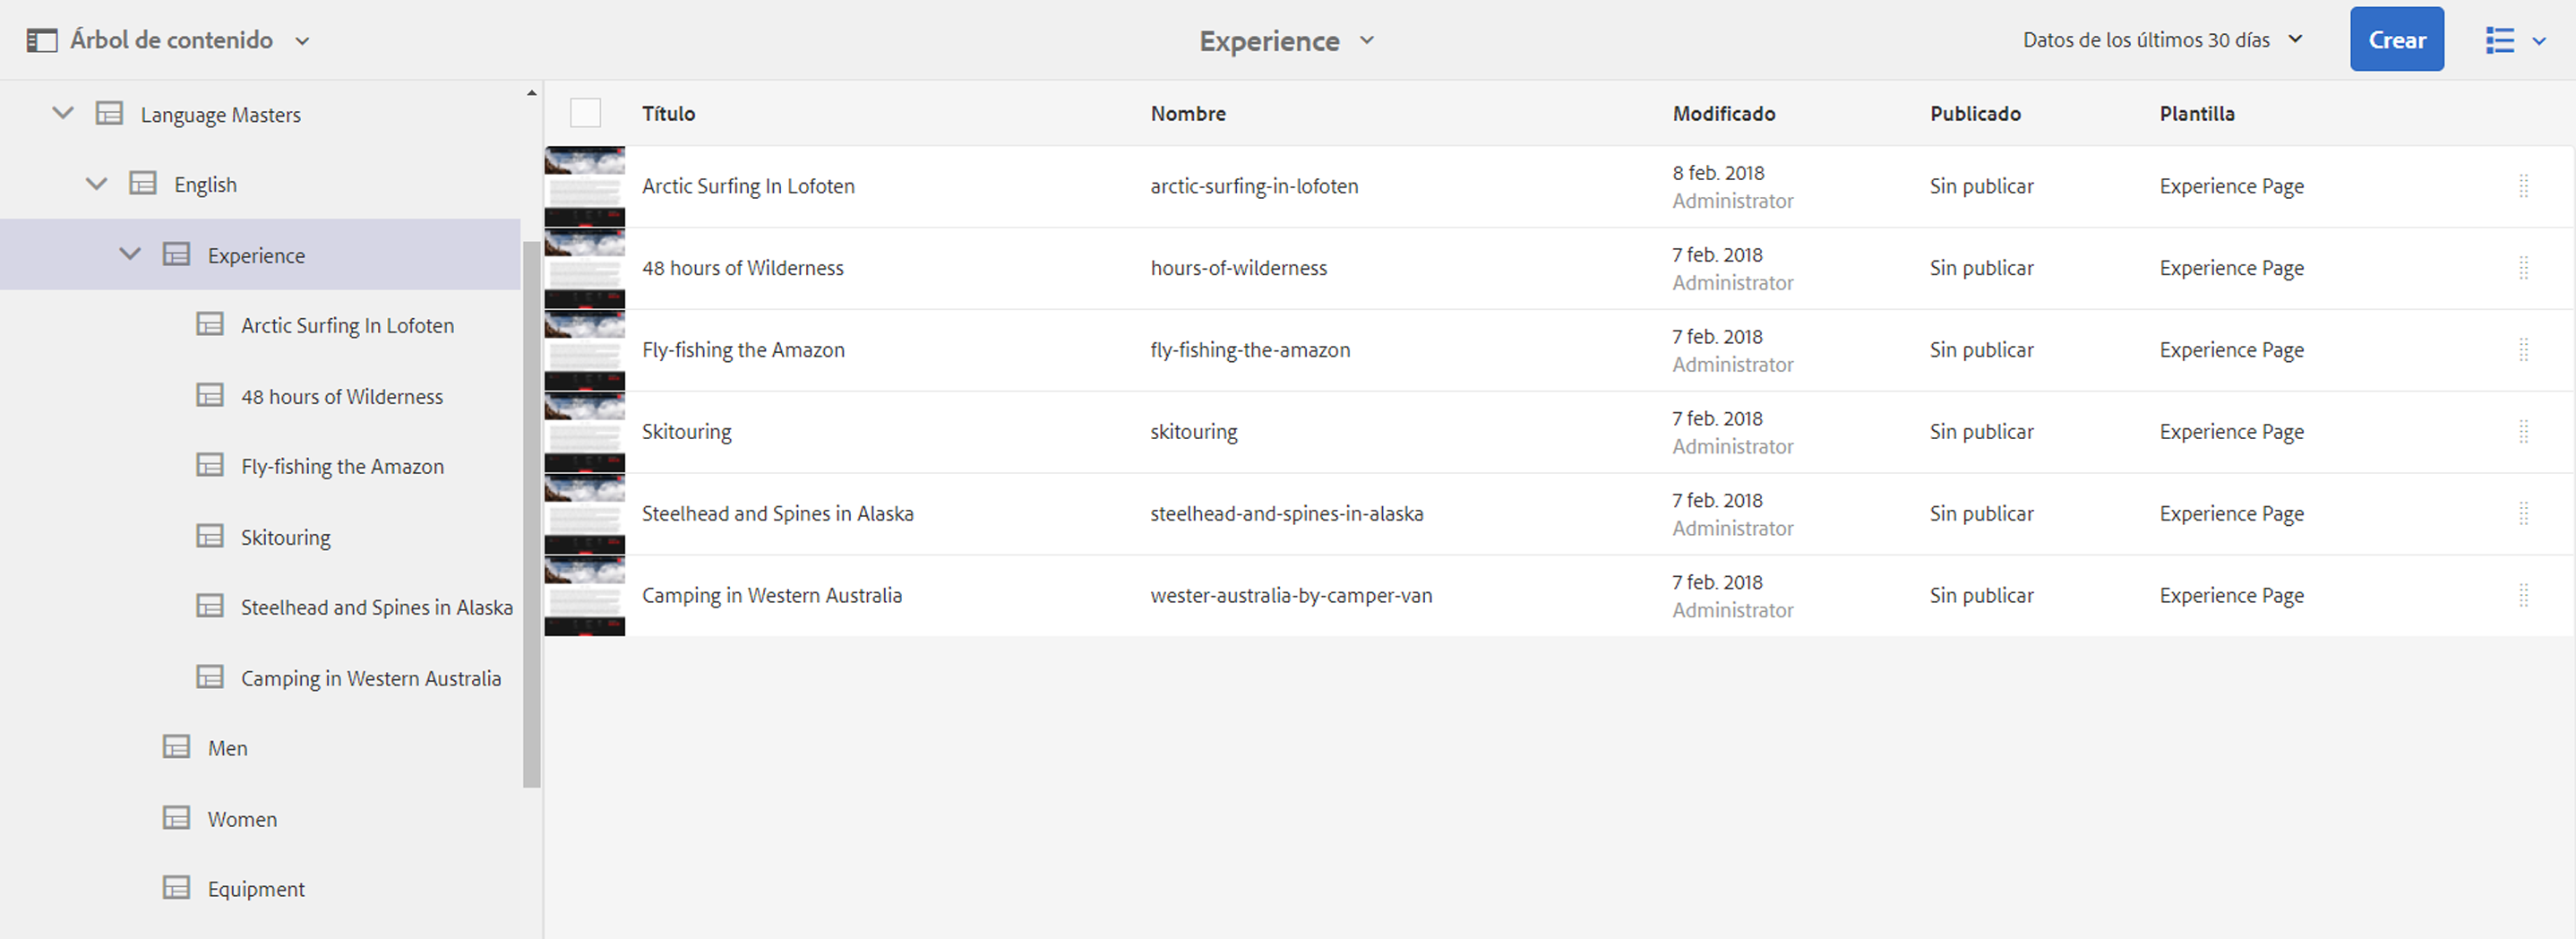 Árbol de contenido
Experience
Datos de los últimos 30 días
Crear
Language Masters
English
Experience
Arctic Surfing In Lofoten
48 hours of Wilderness
Fly-fishing the Amazon
Skitouring
Steelhead and Spines in Alaska
Camping in Western Australia
Men
Women
Equipment
Título Nombre Modificado Publicado Plantilla
Arctic Surfing In Lofoten arctic-surfing-in-lofoten 8 feb. 2018 Sin publicar Experience Page
Administrator
48 hours of Wilderness hours-of-wilderness 7 feb. 2018 Sin publicar Experience Page
Administrator
Fly-fishing the Amazon fly-fishing-the-amazon 7 feb. 2018 Sin publicar Experience Page
Administrator
Skitouring skitouring 7 feb. 2018 Sin publicar Experience Page
Administrator
Steelhead and Spines in Alaska steelhead-and-spines-in-alaska 7 feb. 2018 Sin publicar Experience Page
Administrator
Camping in Western Australia wester-australia-by-camper-van 7 feb. 2018 Sin publicar Experience Page
Administrator